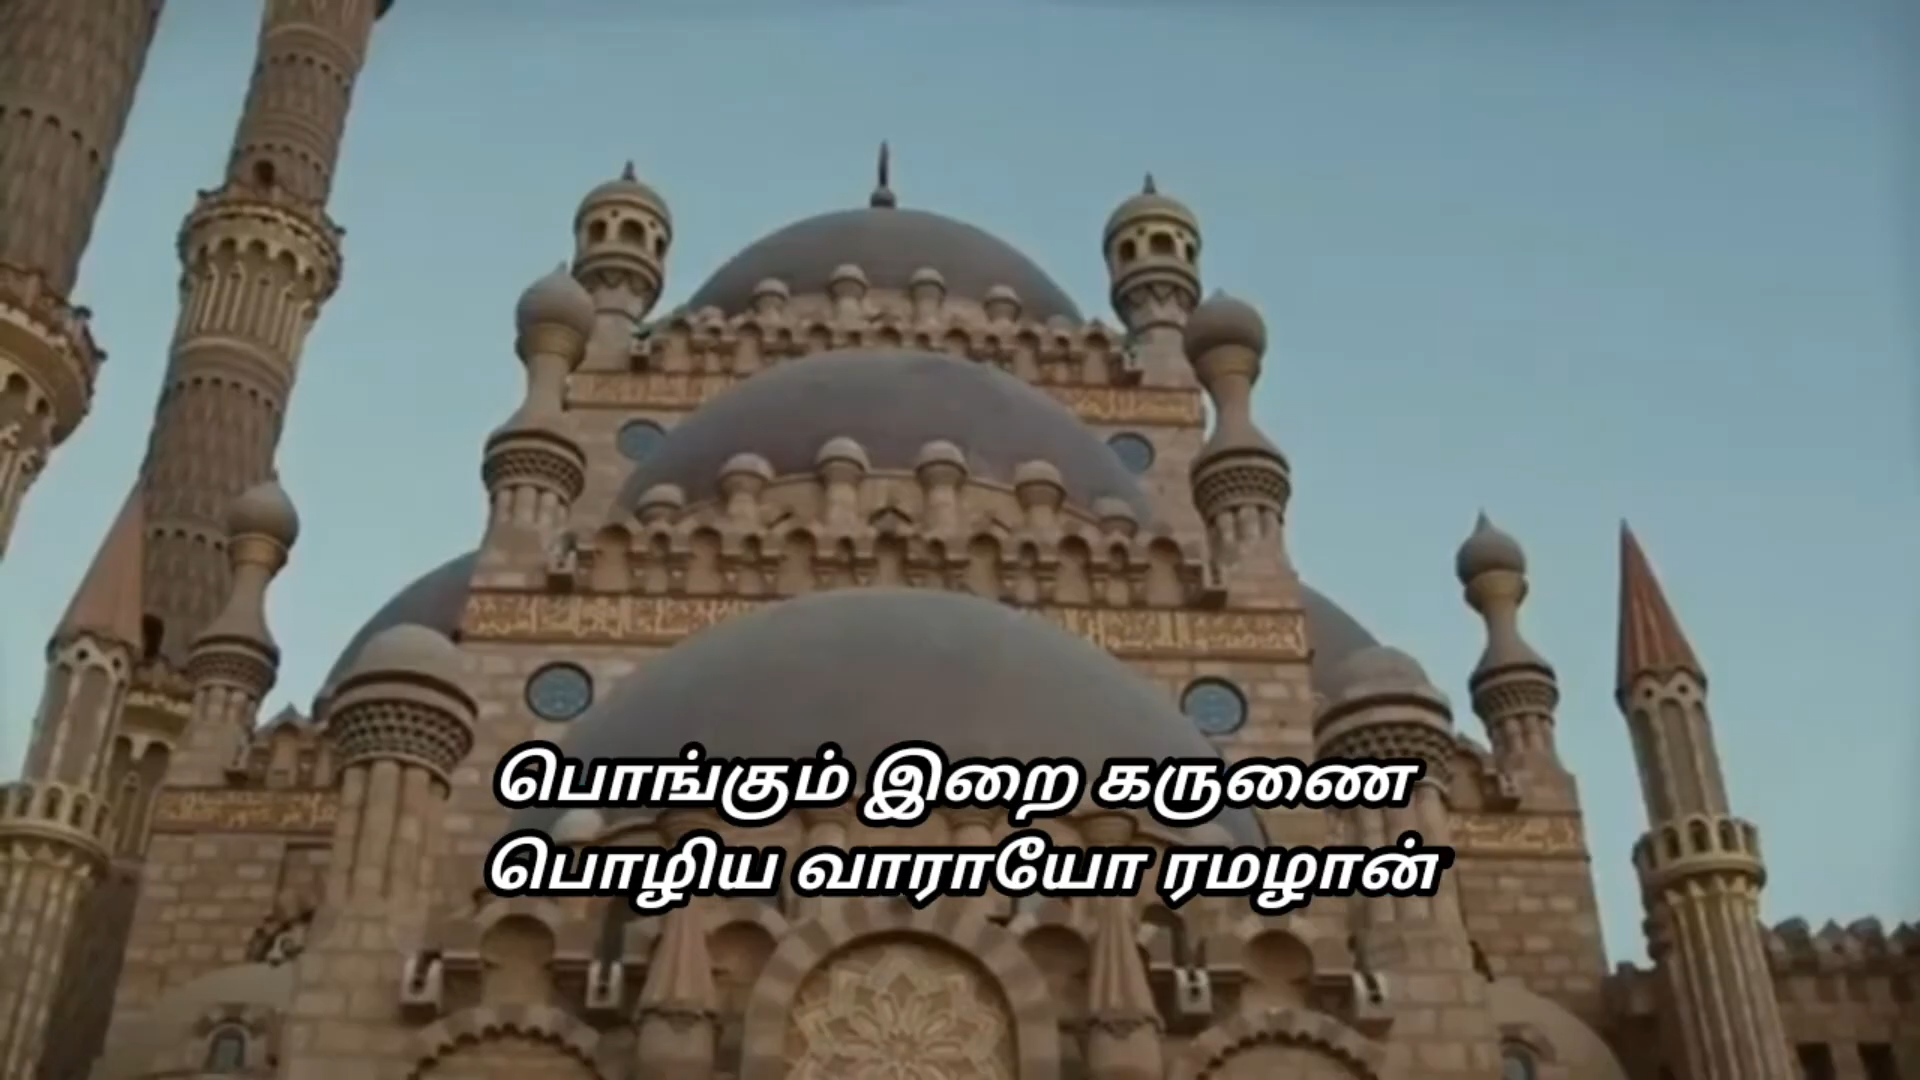 பொங்கும் இறை கருணை
பொழிய வாராயோ ரமழான்